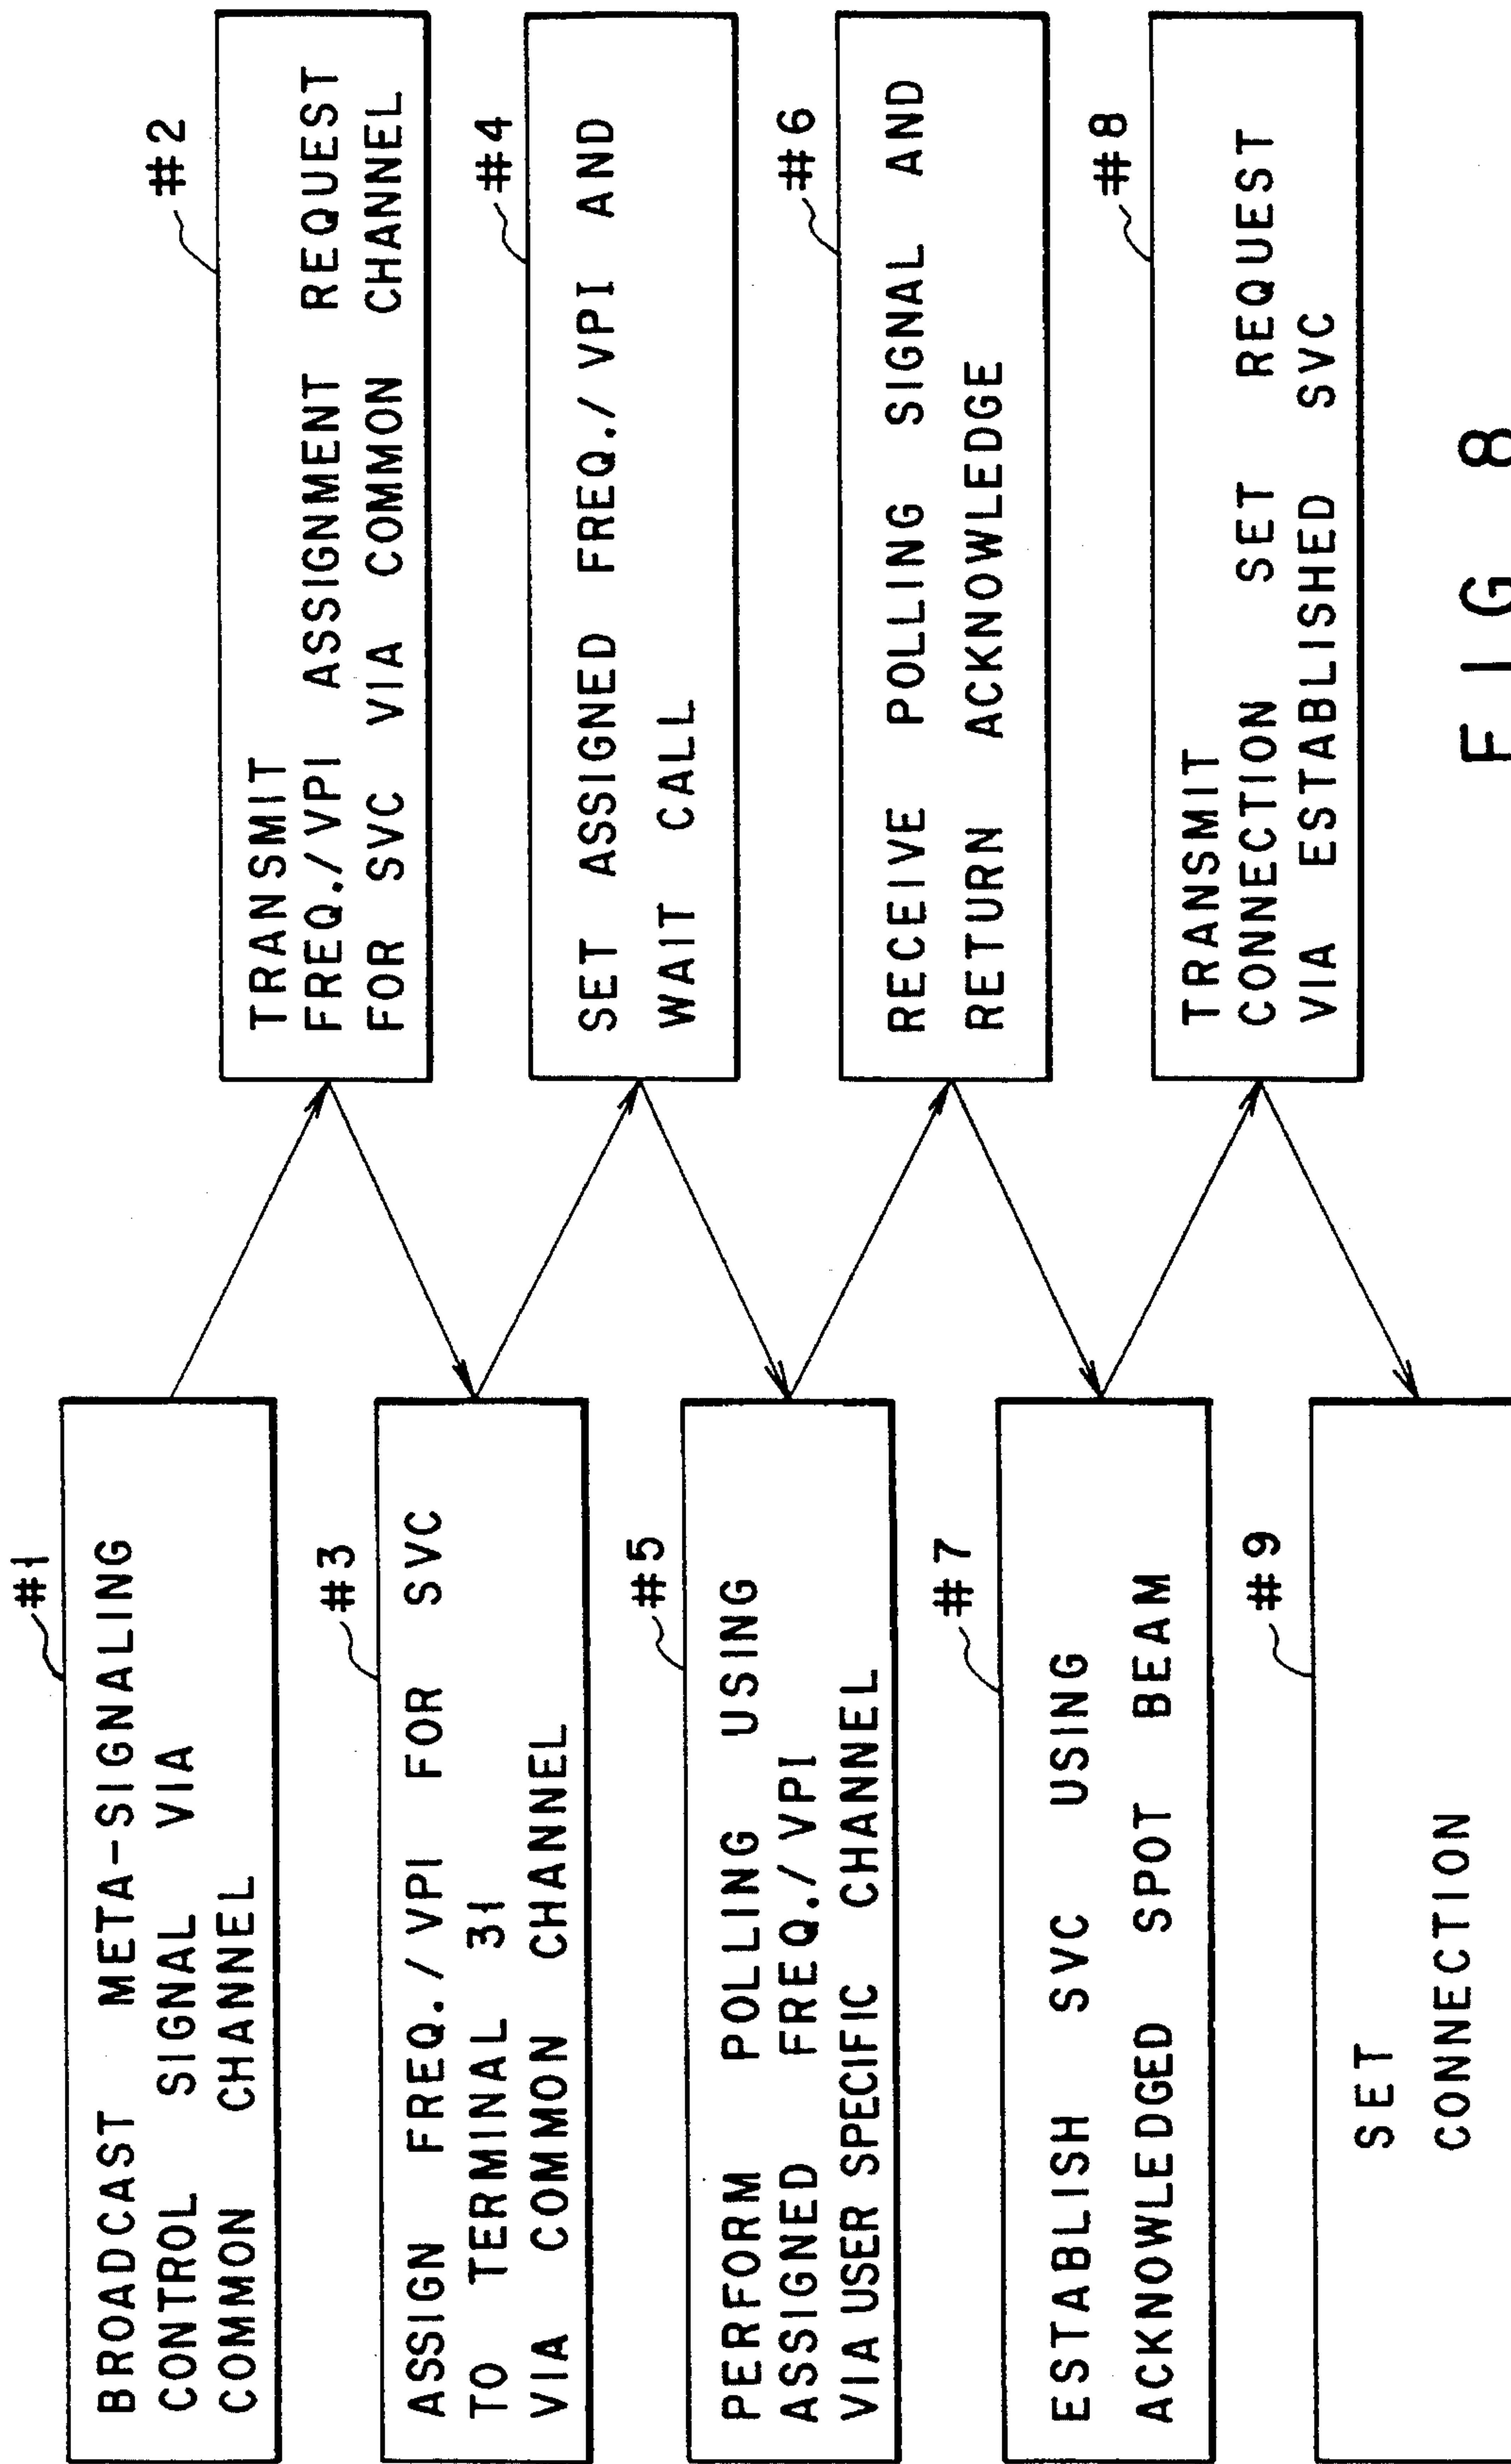 #1
BROADCAST META-SIGNALING
CONTROL SIGNAL VIA
COMMON CHANNEL
#2
TRANSMIT
FREQ./VPI ASSIGNMENT REQUEST
FOR SVC VIA COMMON CHANNEL
#3
ASSIGN FREQ./VPI FOR SVC
TO TERMINAL 31
VIA COMMON CHANNEL
#4
SET ASSIGNED FREQ./VPI AND
WAIT CALL
#5
PERFORM POLLING USING
ASSIGNED FREQ./VPI
VIA USER SPECIFIC CHANNEL
#6
RECEIVE POLLING SIGNAL AND
RETURN ACKNOWLEDGE
#7
ESTABLISH SVC USING
ACKNOWLEDGED SPOT BEAM
#8
TRANSMIT
CONNECTION SET REQUEST
VIA ESTABLISHED SVC
#9
SET
CONNECTION
FIG 8